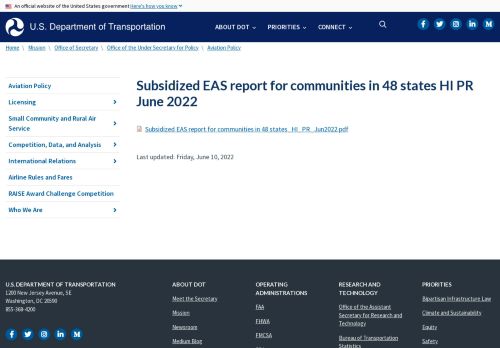 An official website of the United States government Here's how you know
U.S. Department of Transportation
ABOUT DOT
PRIORITIES
CONNECT
Home \ Mission \ Office of Secretary \ Office of the Under Secretary for Policy \ Aviation Policy
Aviation Policy
Licensing
Small Community and Rural Air
Service
Competition, Data, and Analysis
International Relations
Airline Rules and Fares
RAISE Award Challenge Competition
Who We Are
Subsidized EAS report for communities in 48 states HI PR
June 2022
Subsidized EAS report for communities in 48 states_HI_PR_Jun2022.pdf
Last updated: Friday, June 10, 2022
U.S. DEPARTMENT OF TRANSPORTATION
1200 New Jersey Avenue, SE
Washington, DC 20590
855-368-4200
ABOUT DOT
Meet the Secretary
Mission
Newsroom
Medium Blog
OPERATING
ADMINISTRATIONS
FAA
FHWA
FMCSA
RESEARCH AND
TECHNOLOGY
Office of the Assistant
Secretary for Research and
Technology
Bureau of Transportation
Statistics
PRIORITIES
Bipartisan Infrastructure Law
Climate and Sustainability
Equity
Safety